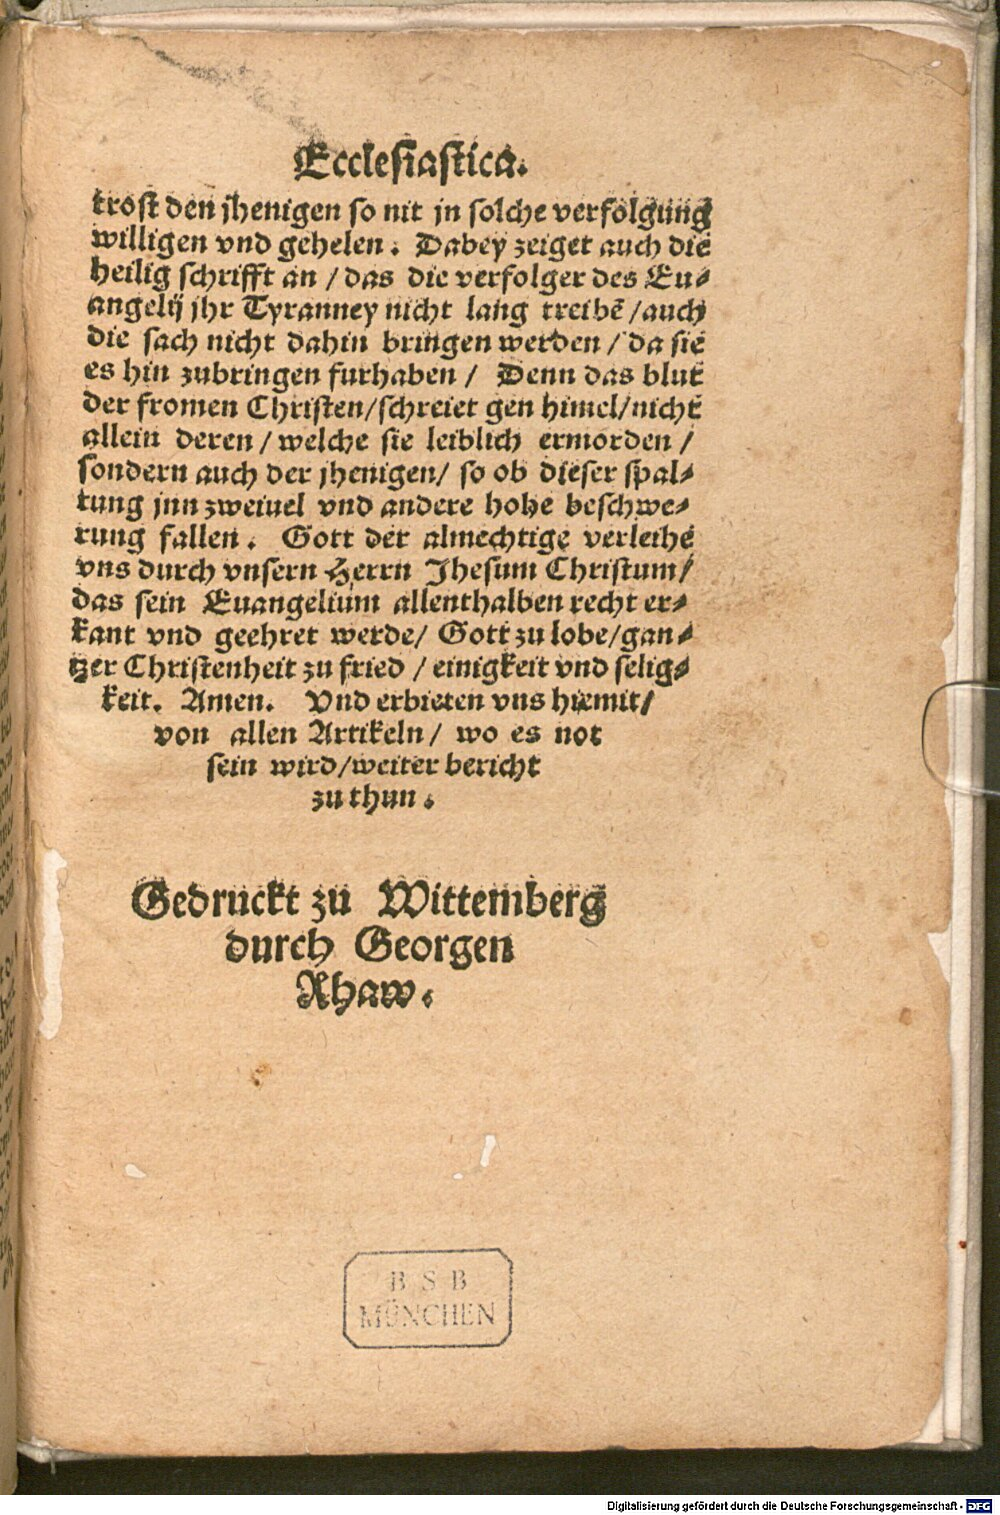 Ecclesiastica.
trost den jhenigen so nit jn solche verfolgung
willigen vnd gehelen. Dabey zeiget auch die
heilig schrifft an / das die verfolger des Eu⸗
angelij jhr Tyranney nicht lang treibẽ /auch
die sach nicht dahin bringen werden / da sie
es hin zubringen furhaben / Denn das blut
der fromen Christen/schreiet gen himel/nicht
allein deren / welche sie leiblich ermorden /
sondern auch der jhenigen/ so ob dieser spal⸗
tung jnn zweiuel vnd andere hohe beschwe⸗
rung fallen. Gott der almechtige verleihe
vns durch vnsern Herrn Jhesum Christum/
das sein Euangelium allenthalben recht er⸗
kant vnd geehret werde/ Gott zu lobe/gan⸗
tzer Christenheit zu fried / einigkeit vnd selig⸗
keit. Amen. Vnd erbieten vns hiemit/
von allen Artikeln/ wo es not
sein wird/weiter bericht
zu thun.
Gedruckt zu Wittemberg
durch Georgen
Rhaw.
B S B
MÜNCHEN
Digitalisierung gefördert durch die Deutsche Forschungsgemeinschaft - DFG